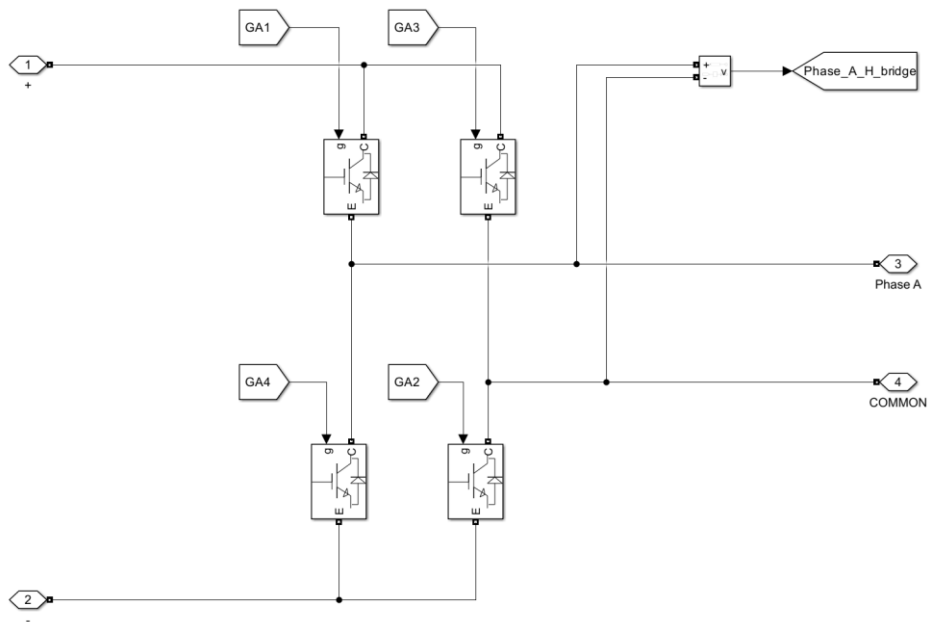 GA1
GA3
1
+
+
-
v
Phase_A_H_bridge
g
C
E
g
C
E
3
Phase A
GA4
GA2
4
COMMON
g
C
E
g
C
E
2
-